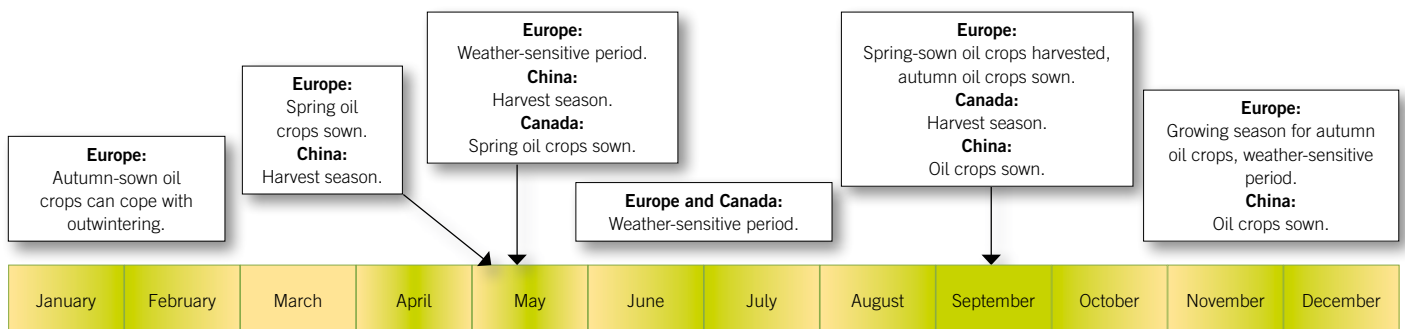 Europe:
Autumn-sown oil
crops can cope with
outwintering.
Europe:
Spring oil
crops sown.
China:
Harvest season.
Europe:
Weather-sensitive period.
China:
Harvest season.
Canada:
Spring oil crops sown.
Europe and Canada:
Weather-sensitive period.
Europe:
Spring-sown oil crops harvested,
autumn oil crops sown.
Canada:
Harvest season.
China:
Oil crops sown.
Europe:
Growing season for autumn
oil crops, weather-sensitive
period.
China:
Oil crops sown.
January February March April May June July August September October November December